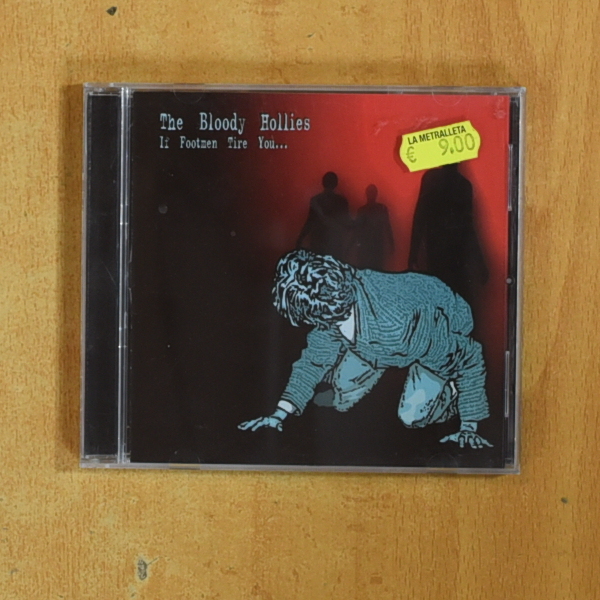 The Bloody Hollies
If Footmen Tire You...
LA METRALLETA
€ 9.00